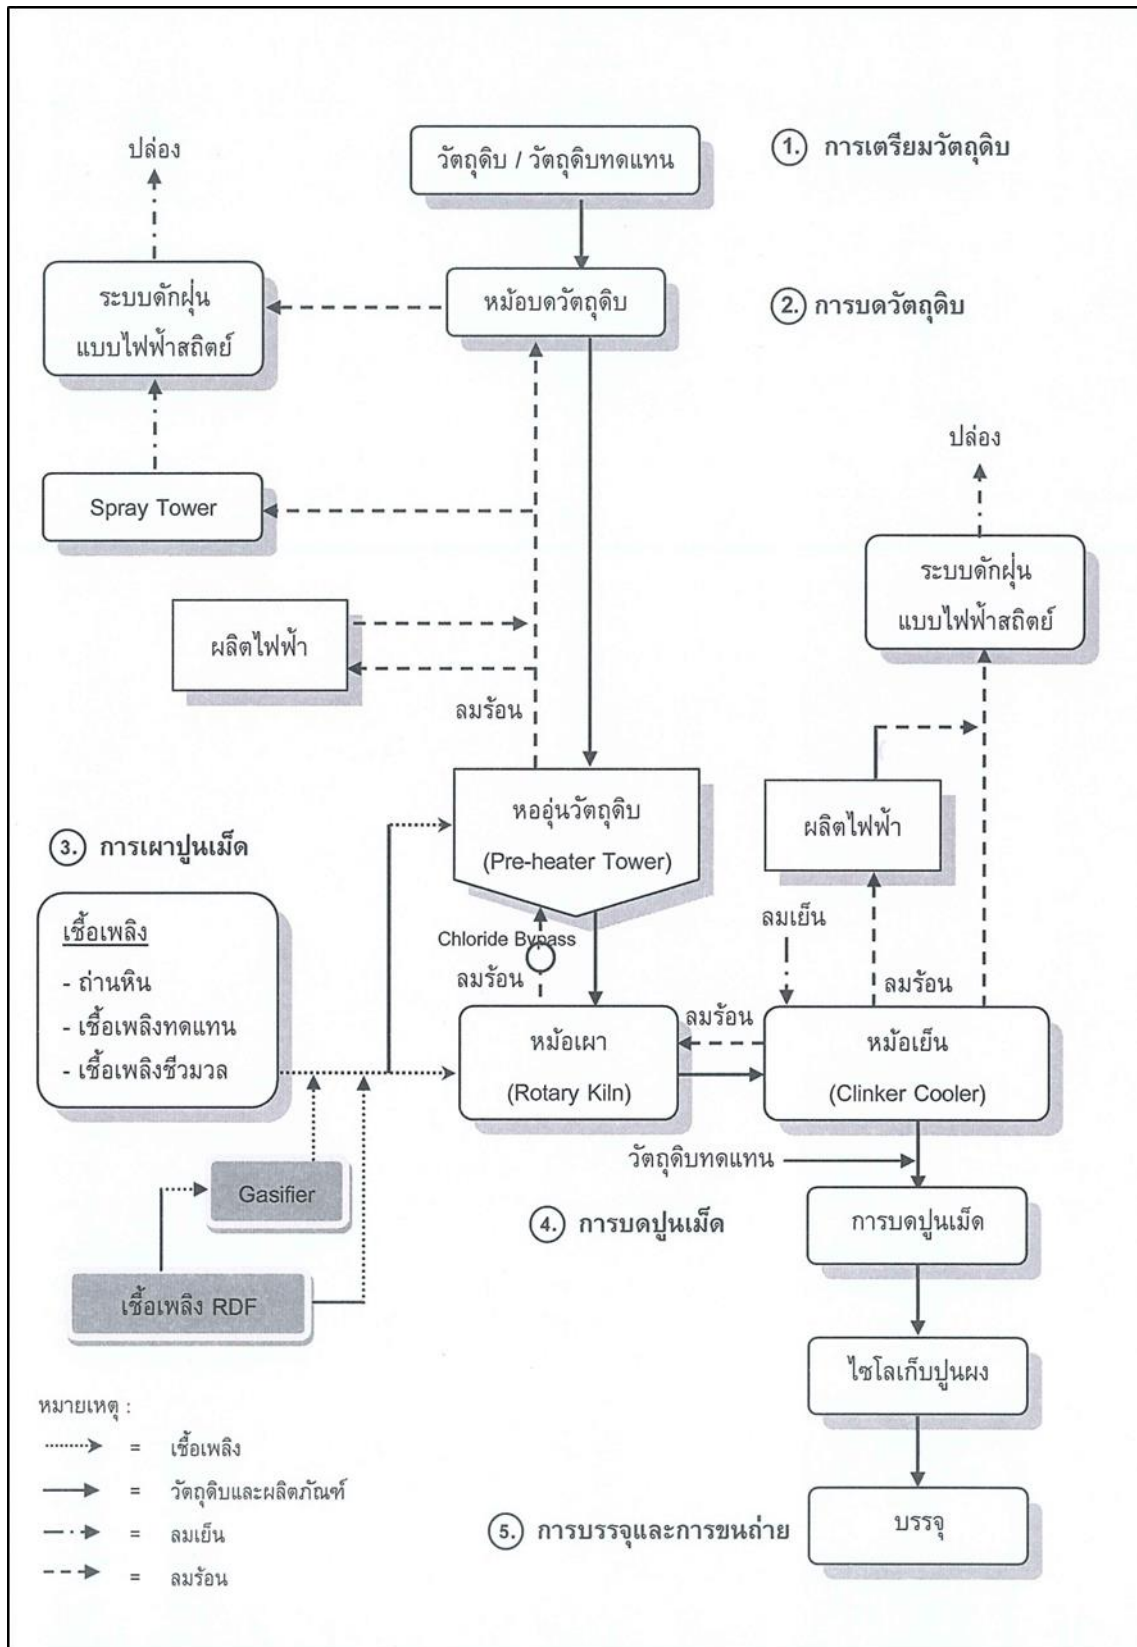 ปล่อง
วัตถุดิบ / วัตถุดิบทดแทน
1. การเตรียมวัตถุดิบ
ระบบดักฝุ่น
แบบไฟฟ้าสถิตย์
หม้อบดวัตถุดิบ
2. การบดวัตถุดิบ
Spray Tower
ปล่อง
ระบบดักฝุ่น
แบบไฟฟ้าสถิตย์
ผลิตไฟฟ้า
ลมร้อน
หออุ่นวัตถุดิบ
(Pre-heater Tower)
ผลิตไฟฟ้า
3. การเผาปูนเม็ด
เชื้อเพลิง
- ถ่านหิน
- เชื้อเพลิงทดแทน
- เชื้อเพลิงชีวมวล
Chloride Bypass
ลมร้อน
ลมเย็น
ลมร้อน
หม้อเผา
(Rotary Kiln)
ลมร้อน
หม้อเย็น
(Clinker Cooler)
วัตถุดิบทดแทน
Gasifier
4. การบดปูนเม็ด
การบดปูนเม็ด
เชื้อเพลิง RDF
ไซโลเก็บปูนผง
หมายเหตุ :
= เชื้อเพลิง
= วัตถุดิบและผลิตภัณฑ์
= ลมเย็น
= ลมร้อน
5. การบรรจุและการขนถ่าย
บรรจุ